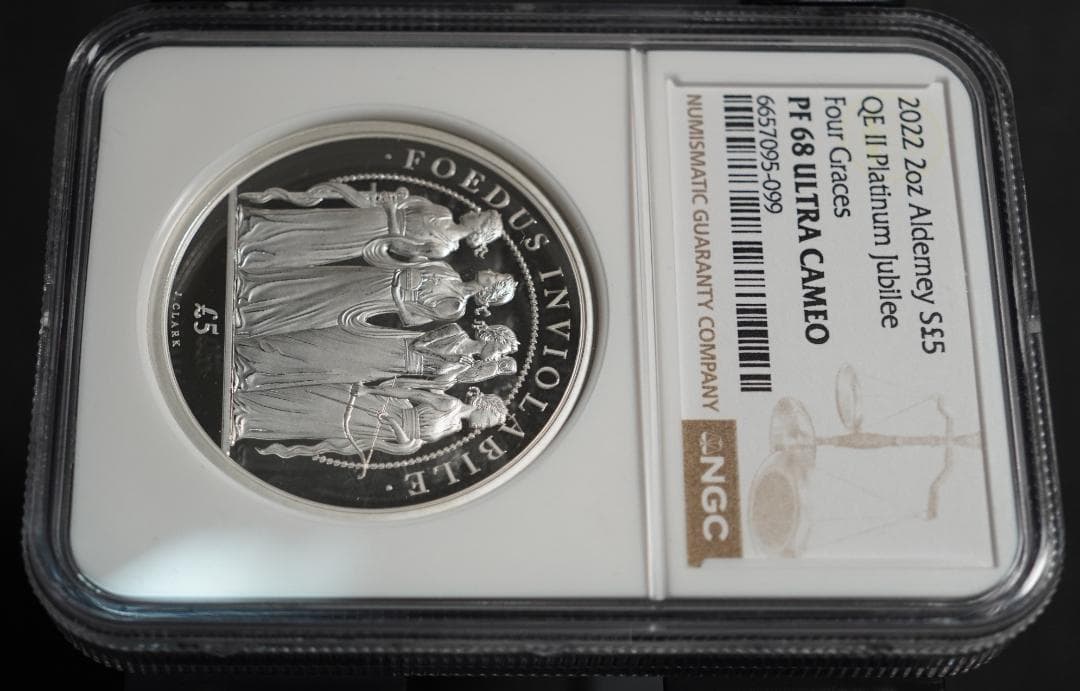 2022 2oz Alderney S£5
QE II Platinum Jubilee
Four Graces
PF 68 ULTRA CAMEO
6657095-099
NUMISMATIC GUARANTY COMPANY
NGC
· FOEDUS INVIOLABILE ·
£5
J.CLARK